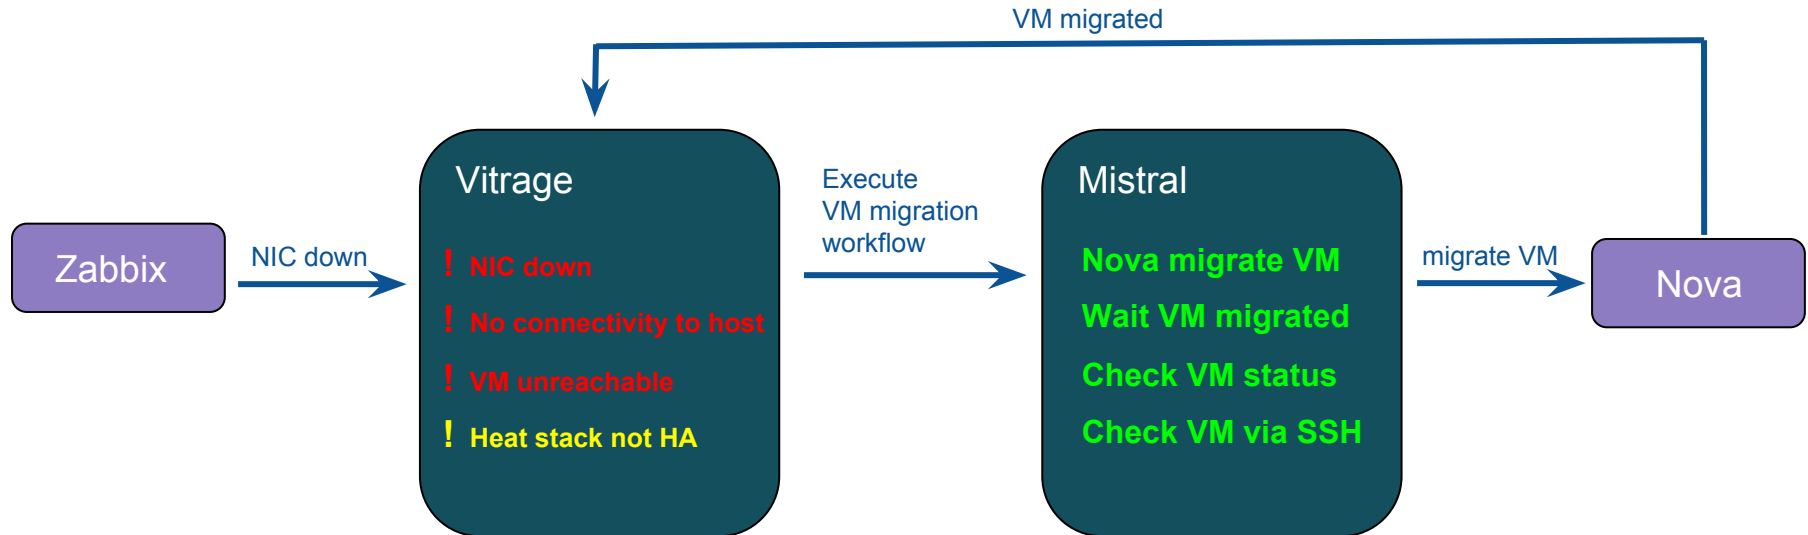 VM migrated
Zabbix
NIC down
Vitrage
! NIC down
! No connectivity to host
! VM unreachable
! Heat stack not HA
Execute
VM migration
workflow
Mistral
Nova migrate VM
Wait VM migrated
Check VM status
Check VM via SSH
migrate VM
Nova